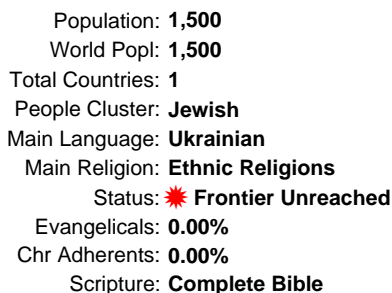 Population: 1,500
World Popl: 1,500
Total Countries: 1
People Cluster: Jewish
Main Language: Ukrainian
Main Religion: Ethnic Religions
Status: Frontier Unreached
Evangelicals: 0.00%
Chr Adherents: 0.00%
Scripture: Complete Bible